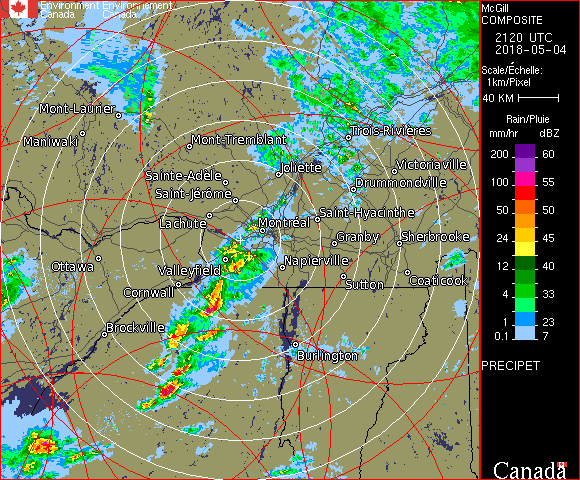 Environment Environnement
Canada Canada
Mont-Laurier
Maniwaki
Mont-Tremblant
Trois-Rivières
Joliette
Victoriaville
Sainte-Adèle
Drummondville
Saint-Jérôme
Saint-Hyacinthe
Lachute
Montréal
Granby
Sherbrooke
Ottawa
Valleyfield
Napierville
Coaticook
Sutton
Cornwall
Brockville
Burlington
McGill
COMPOSITE
2120 UTC
2018-05-04
Scale/Échelle:
1km/Pixel
40 KM
Rain/Pluie
mm/hr dBZ
200 60
100 55
50 50
24 45
12 40
4 33
1 23
0.1 7
PRECIPET
Canada